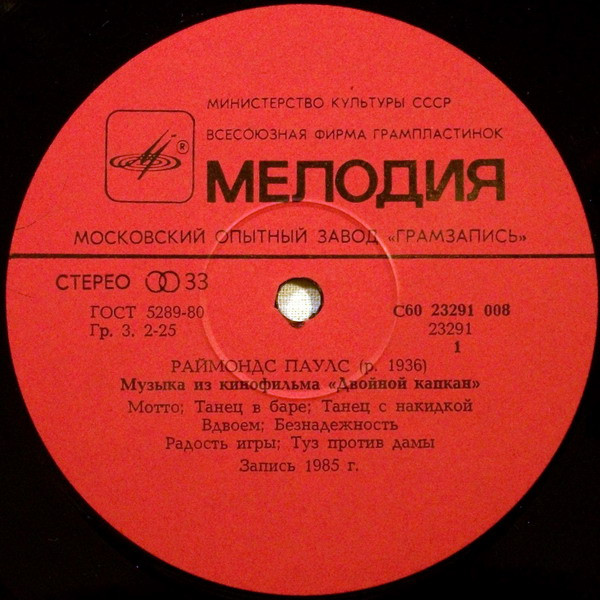 МИНИСТЕРСТВО КУЛЬТУРЫ СССР
ВСЕСОЮЗНАЯ ФИРМА ГРАМПЛАСТИНОК
®
МЕЛОДИЯ
МОСКОВСКИЙ ОПЫТНЫЙ ЗАВОД «ГРАМЗАПИСЬ»
СТЕРЕО 33
ГОСТ 5289-80
Гр. 3. 2-25
С60 23291 008
23291
1
РАЙМОНДС ПАУЛС (р. 1936)
Музыка из кинофильма «Двойной капкан»
Мотто; Танец в баре; Танец с накидкой
Вдвоем; Безнадежность
Радость игры; Туз против дамы
Запись 1985 г.